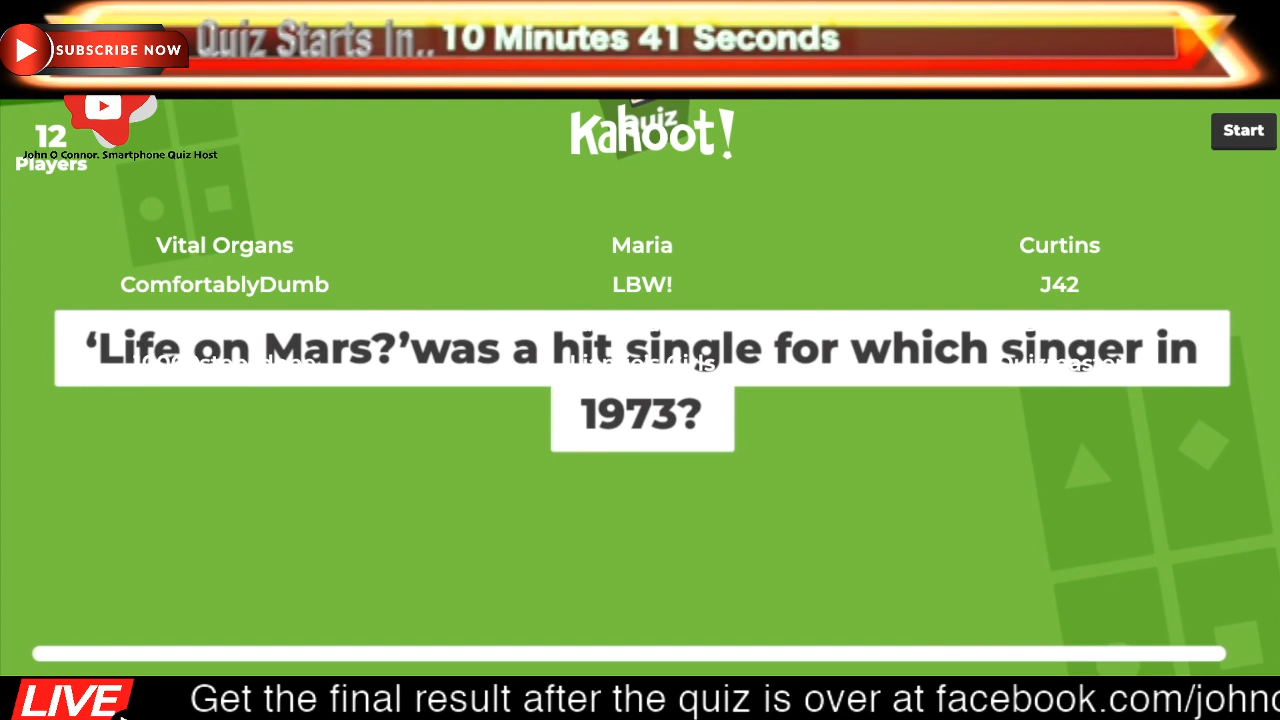 Quiz Starts In.. 10 Minutes 41 Seconds
SUBSCRIBE NOW
12
Players
John O Connor. Smartphone Quiz Host
quiz
Kahoot!
Start
Vital Organs Maria Curtins
ComfortablyDumb LBW! J42
‘Life on Mars?’was a hit single for which singer in
1973?
LIVE
Get the final result after the quiz is over at facebook.com/johno